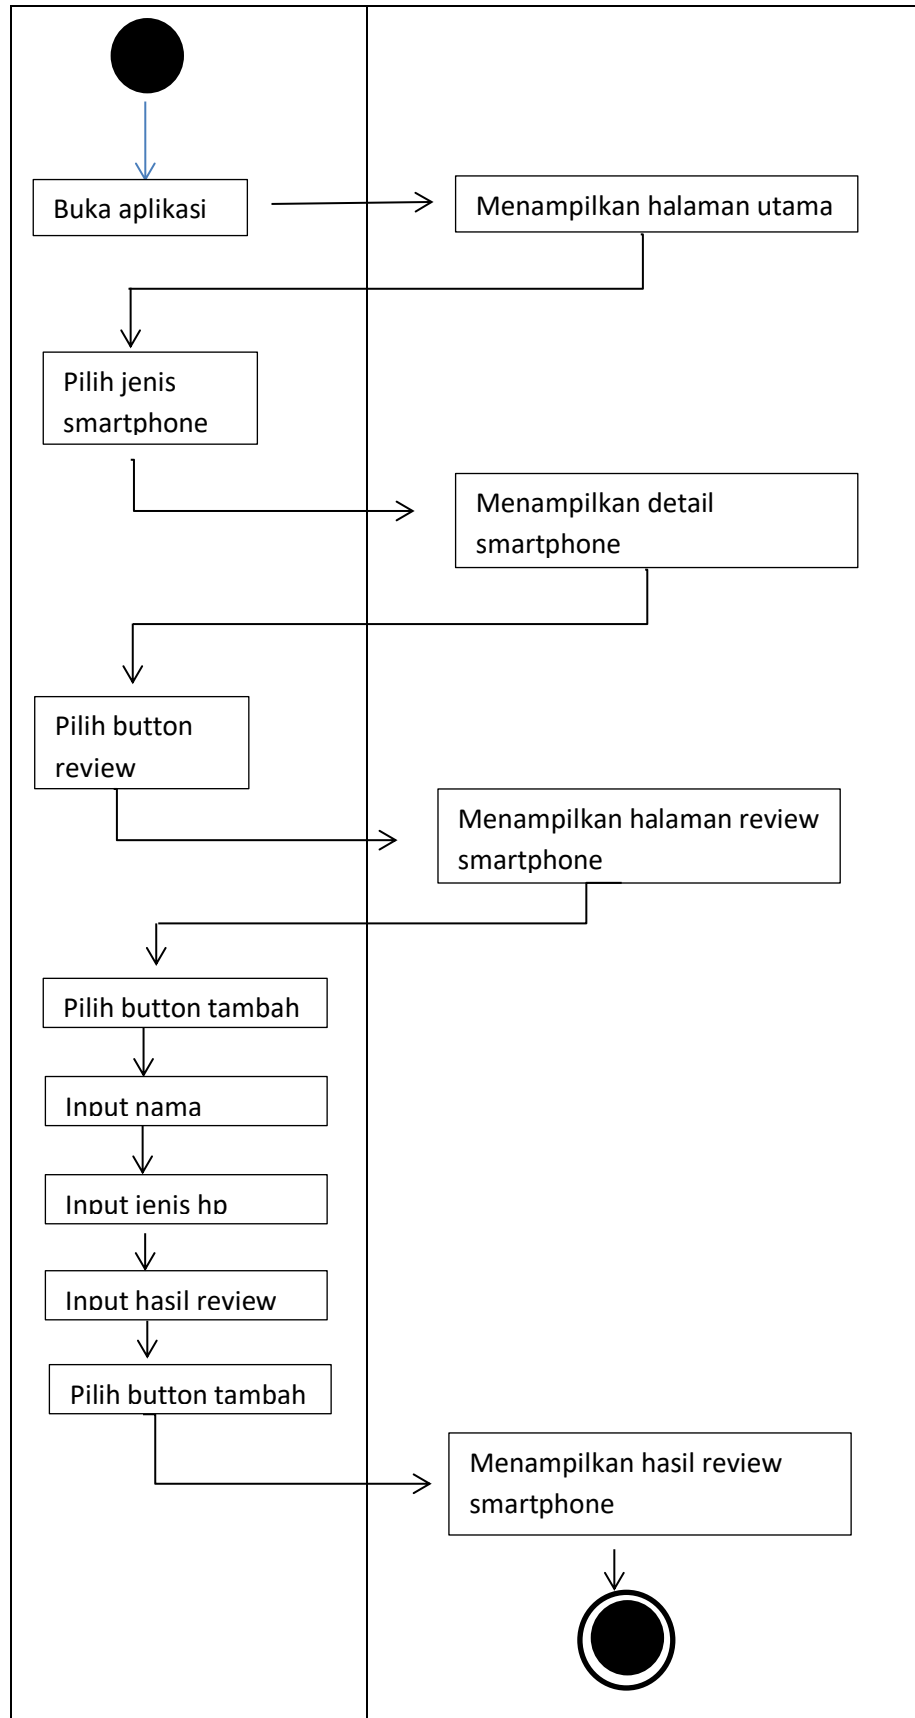 Buka aplikasi
Menampilkan halaman utama
Pilih jenis
smartphone
Menampilkan detail
smartphone
Pilih button
review
Menampilkan halaman review
smartphone
Pilih button tambah
Input nama
Input jenis hp
Input hasil review
Pilih button tambah
Menampilkan hasil review
smartphone